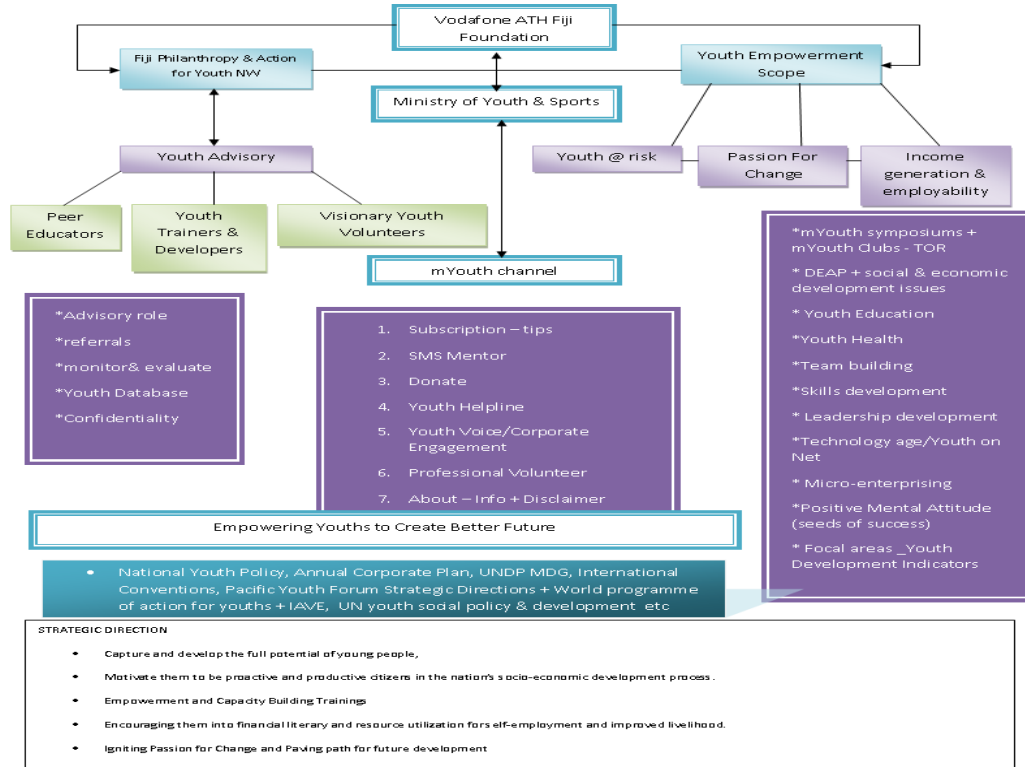 Vodafone ATH Fiji
Foundation
Fiji Philanthropy & Action
for Youth NW
Youth Empowerment
Scope
Ministry of Youth & Sports
Youth Advisory
Youth @ risk
Passion For
Change
Income
generation &
employability
Peer
Educators
Youth
Trainers &
Developers
Visionary Youth
Volunteers
mYouth channel
*Advisory role
*referrals
*monitor& evaluate
*Youth Database
*Confidentiality
1. Subscription – tips
2. SMS Mentor
3. Donate
4. Youth Helpline
5. Youth Voice/Corporate
Engagement
6. Professional Volunteer
7. About – Info + Disclaimer
*mYouth symposiums +
mYouth Clubs - TOR
* DEAP + social & economic
development issues
* Youth Education
*Youth Health
*Team building
*Skills development
* Leadership development
*Technology age/Youth on
Net
* Micro-enterprising
*Positive Mental Attitude
(seeds of success)
* Focal areas _Youth
Development Indicators
Empowering Youths to Create Better Future
• National Youth Policy, Annual Corporate Plan, UNDP MDG, International
Conventions, Pacific Youth Forum Strategic Directions + World programme
of action for youths + IAVE, UN youth social policy & development etc
STRATEGIC DIRECTION
• Capture and develop the full potential of young people,
• Motivate them to be proactive and productive citizens in the nation's socio-economic development process.
• Empowerment and Capacity Building Trainings
• Encouraging them into financial literary and resource utilization for self-employment and improved livelihood.
• Igniting Passion for Change and Paving path for future development